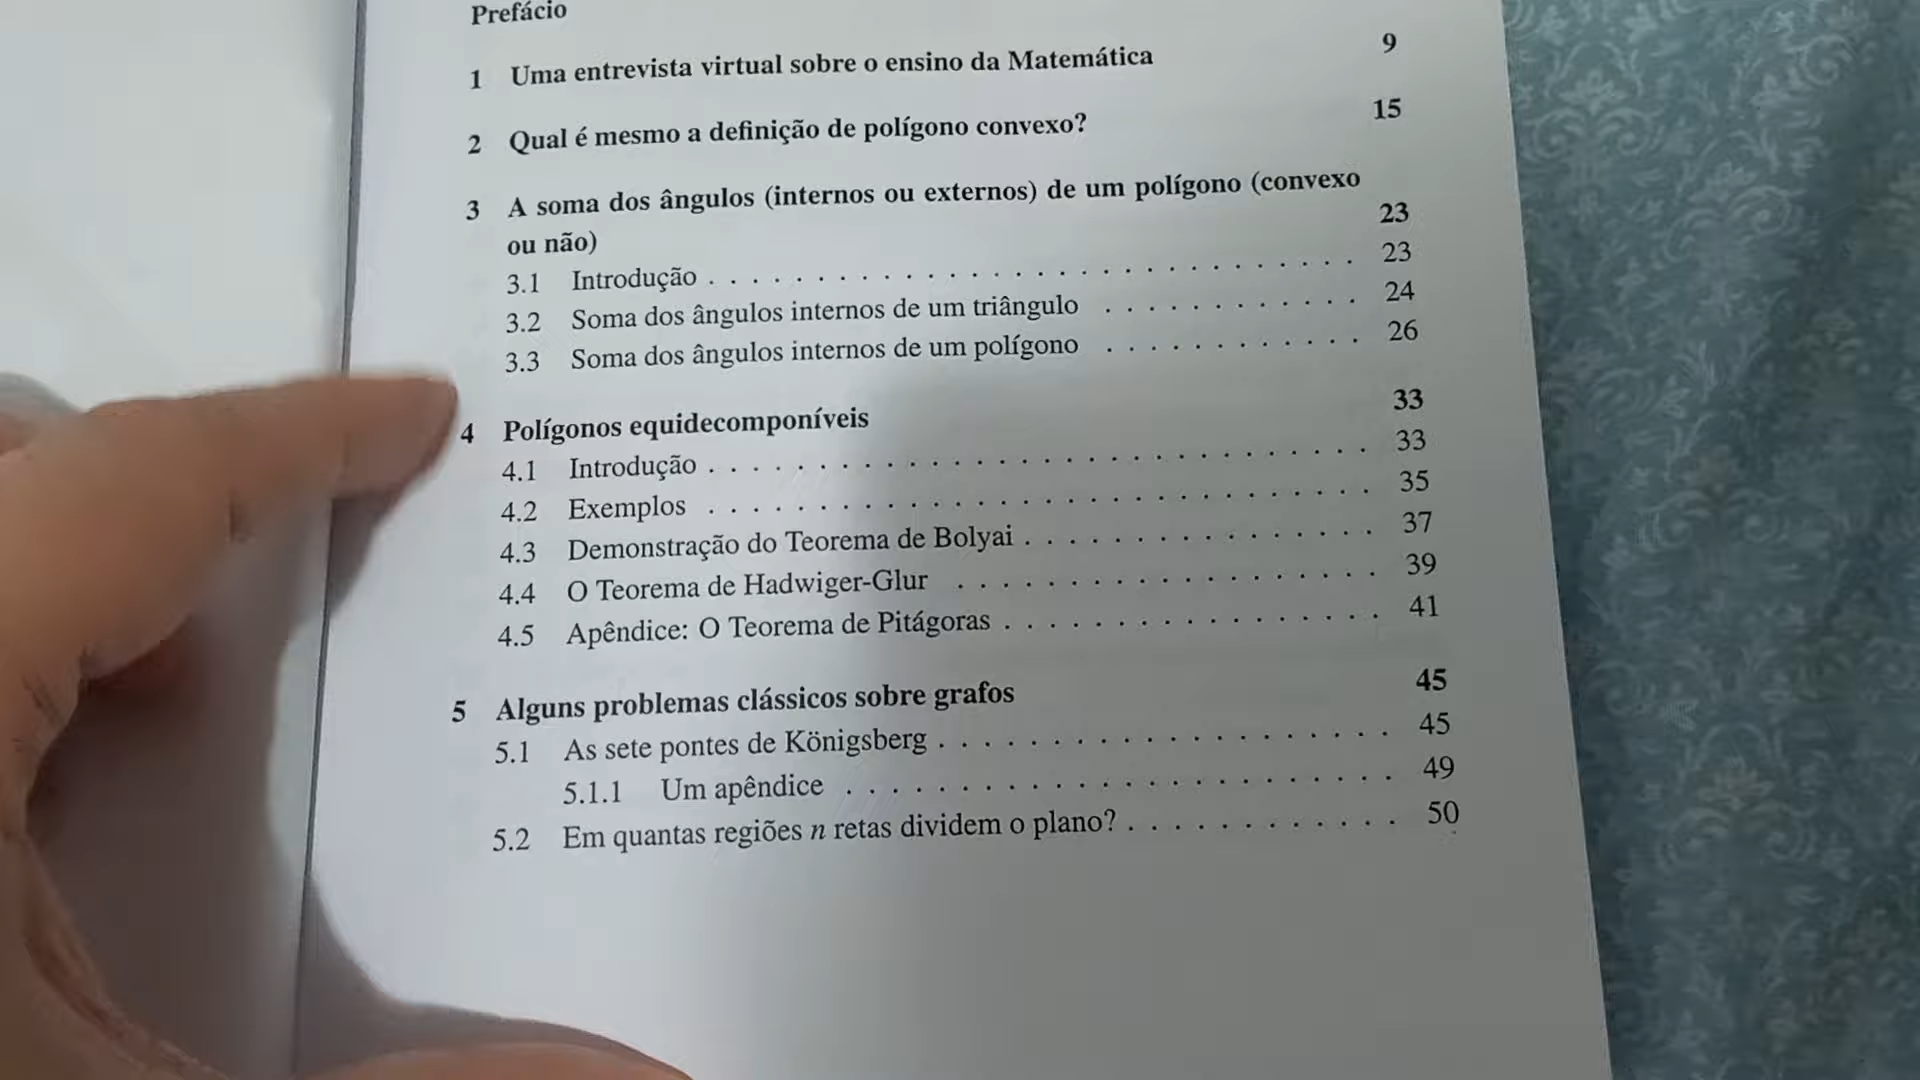 Prefácio
1 Uma entrevista virtual sobre o ensino da Matemática 9
2 Qual é mesmo a definição de polígono convexo? 15
3 A soma dos ângulos (internos ou externos) de um polígono (convexo
ou não) 23
3.1 Introdução . . . . . . . . . . . . . . . . . . . . . . . . 23
3.2 Soma dos ângulos internos de um triângulo . . . . . . . . . . . . 24
3.3 Soma dos ângulos internos de um polígono . . . . . . . . . . . . 26
4 Polígonos equidecomponíveis 33
4.1 Introdução . . . . . . . . . . . . . . . . . . . . . . . . 33
4.2 Exemplos . . . . . . . . . . . . . . . . . . . . . . . . 35
4.3 Demonstração do Teorema de Bolyai . . . . . . . . . . . . . . . . 37
4.4 O Teorema de Hadwiger-Glur . . . . . . . . . . . . . . . . . . . 39
4.5 Apêndice: O Teorema de Pitágoras . . . . . . . . . . . . . . . . . 41
5 Alguns problemas clássicos sobre grafos 45
5.1 As sete pontes de Königsberg . . . . . . . . . . . . . . . . . . . . 45
5.1.1 Um apêndice . . . . . . . . . . . . . . . . . . . . . . . . 49
5.2 Em quantas regiões n retas dividem o plano? . . . . . . . . . . . . 50